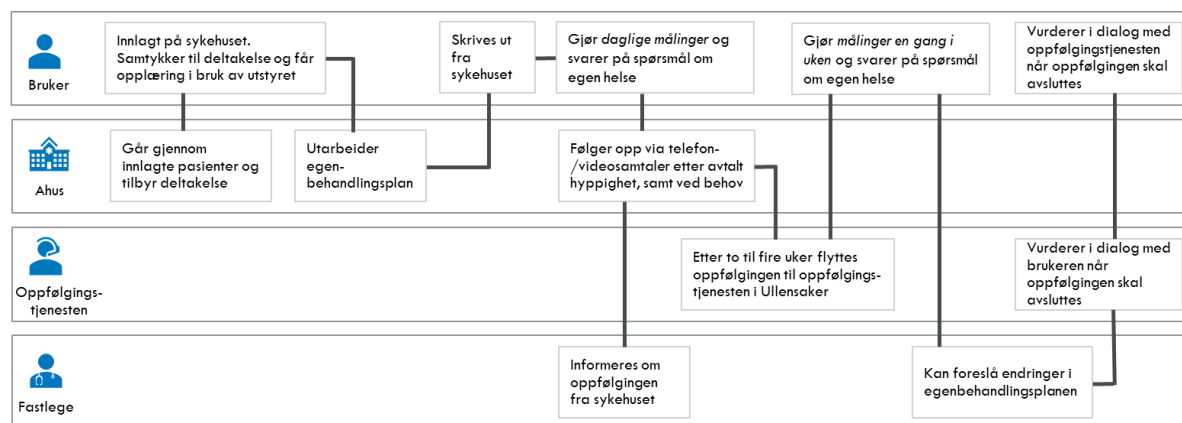 Bruker
Innlagt på sykehuset.
Samtykker til deltakelse og får
opplæring i bruk av utstyret
Skrives ut
fra
sykehuset
Gjør daglige målinger og
svarer på spørsmål om
egen helse
Gjør målinger en gang i
uken og svarer på spørsmål
om egen helse
Vurderer i dialog med
oppfølgingstjenesten
når oppfølgingen skal
avsluttes
Ahus
Går gjennom
innlagte pasienter og
tilbyr deltakelse
Utarbeider
egen-
behandlingsplan
Følger opp via telefon-
/videosamtaler etter avtalt
hyppighet, samt ved behov
Oppfølgings-
tjenesten
Etter to til fire uker flyttes
oppfølgingen til oppfølgings-
tjenesten i Ullensaker
Vurderer i dialog med
brukeren når
oppfølgingen skal
avsluttes
Fastlege
Informeres om
oppfølgingen
fra sykehuset
Kan foreslå endringer i
egenbehandlingsplanen